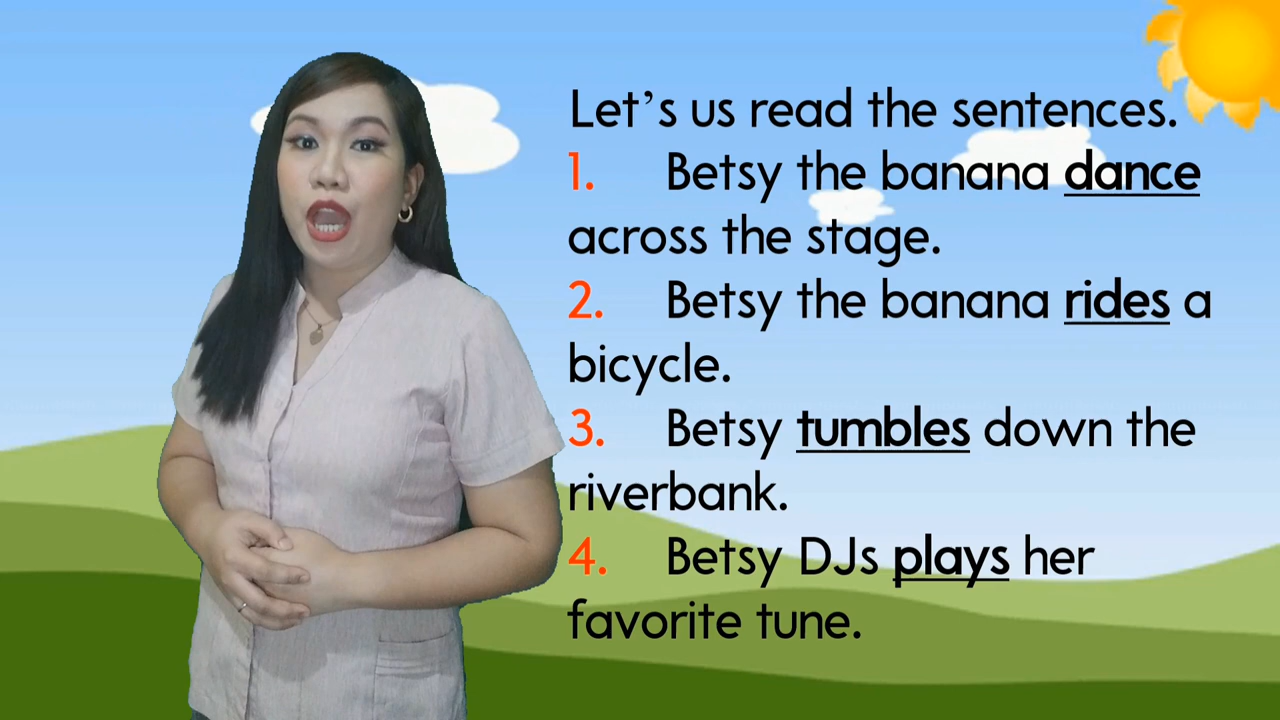 Let’s us read the sentences.
1. Betsy the banana dance
across the stage.
2. Betsy the banana rides a
bicycle.
3. Betsy tumbles down the
riverbank.
4. Betsy DJs plays her
favorite tune.